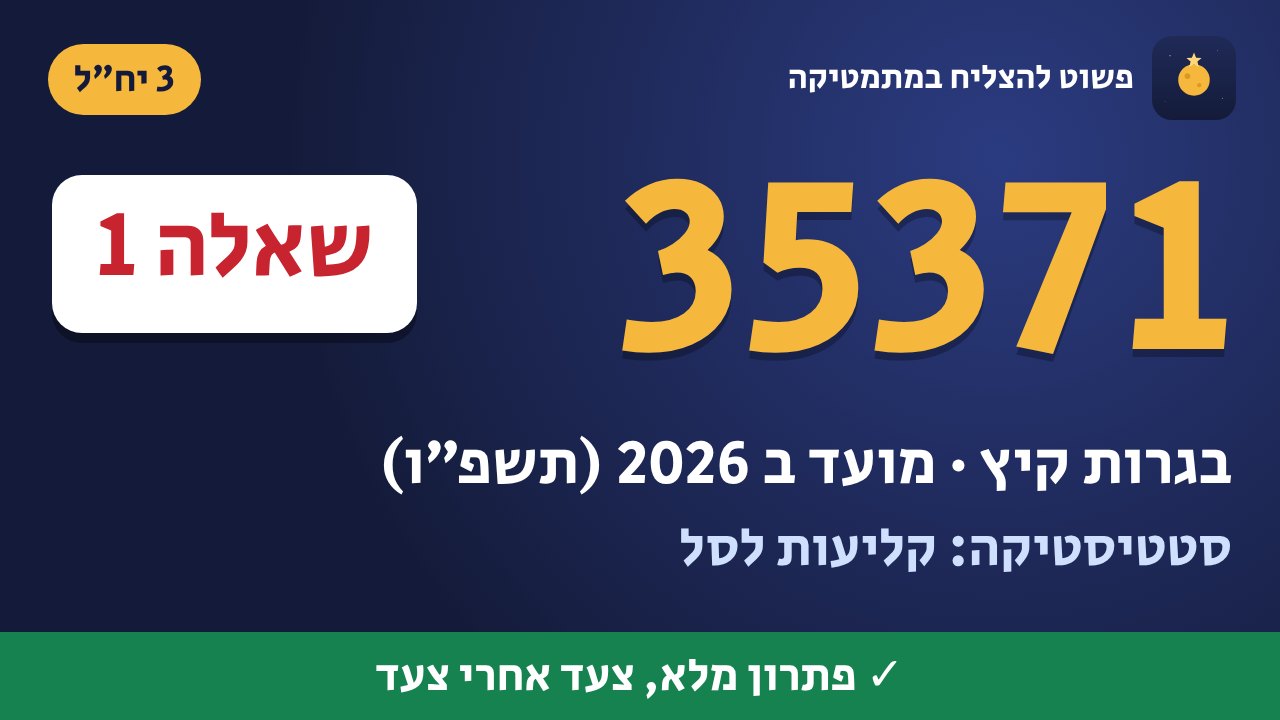 פשוט להצליח במתמטיקה
3 יח״ל
35371
שאלה 1
בגרות קיץ · מועד ב 2026 (תשפ״ו)
סטטיסטיקה: קליעות לסל
✓ פתרון מלא, צעד אחרי צעד